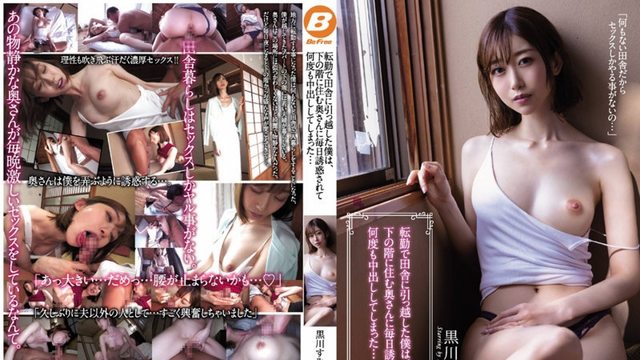 あの物静かな奥さんが毎晩激しいセックスをしているなんて。
田舎暮らしはセックスしかヤル事がない。
理性も吹き飛ぶ汗だく濃厚セックス!!
奥さんは僕を弄ぶように誘惑する…
「あっ大きい…だめっ…腰が止まらないかも…♡」
「久しぶりに夫以外の人として…すごく興奮しちゃいました」
B
Be Free
転勤で田舎に引っ越した僕は、
下の階に住む奥さんに毎日誘惑されて
何度も中出ししてしまった…
「何もない田舎だから
セックスしかやる事がないの…」
転勤で田舎に引っ越した僕は、
下の階に住む奥さんに毎日誘惑されて
何度も中出ししてしまった…
Starring by
黒川